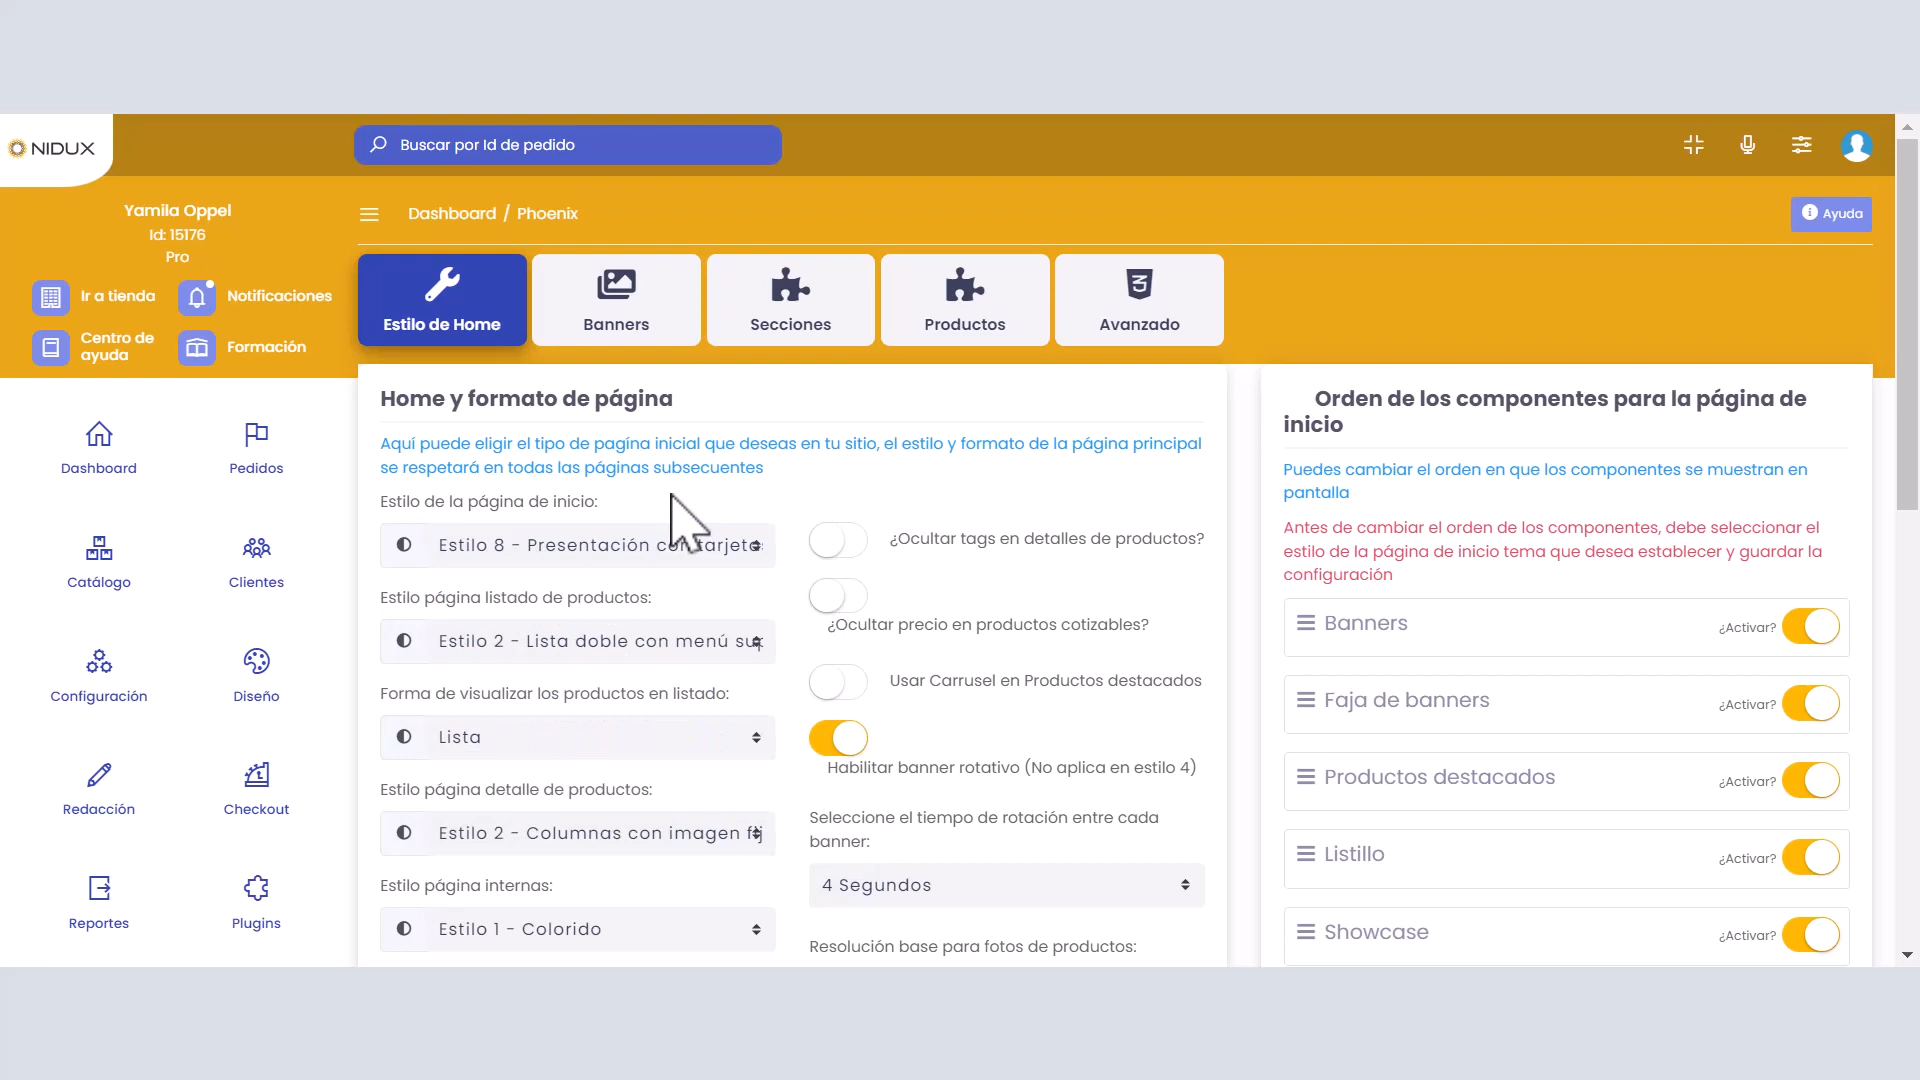 NIDUX
Buscar por Id de pedido
Yamila Oppel
Id: 15176
Pro
Ir a tienda
Notificaciones
Centro de
ayuda
Formación
Dashboard / Phoenix
Ayuda
Estilo de Home
Banners
Secciones
Productos
Avanzado
Dashboard
Pedidos
Catálogo
Clientes
Configuración
Diseño
Redacción
Checkout
Reportes
Plugins
Home y formato de página
Aquí puede eligir el tipo de pagína inicial que deseas en tu sitio, el estilo y formato de la página principal
se respetará en todas las páginas subsecuentes
Estilo de la página de inicio:
Estilo 8 - Presentación con tarjetas
Estilo página listado de productos:
Estilo 2 - Lista doble con menú sup
Forma de visualizar los productos en listado:
Lista
Estilo página detalle de productos:
Estilo 2 - Columnas con imagen fij
Estilo página internas:
Estilo 1 - Colorido
¿Ocultar tags en detalles de productos?
¿Ocultar precio en productos cotizables?
Usar Carrusel en Productos destacados
Habilitar banner rotativo (No aplica en estilo 4)
Seleccione el tiempo de rotación entre cada
banner:
4 Segundos
Resolución base para fotos de productos:
Orden de los componentes para la página de
inicio
Puedes cambiar el orden en que los componentes se muestran en
pantalla
Antes de cambiar el orden de los componentes, debe seleccionar el
estilo de la página de inicio tema que desea establecer y guardar la
configuración
Banners
¿Activar?
Faja de banners
¿Activar?
Productos destacados
¿Activar?
Listillo
¿Activar?
Showcase
¿Activar?